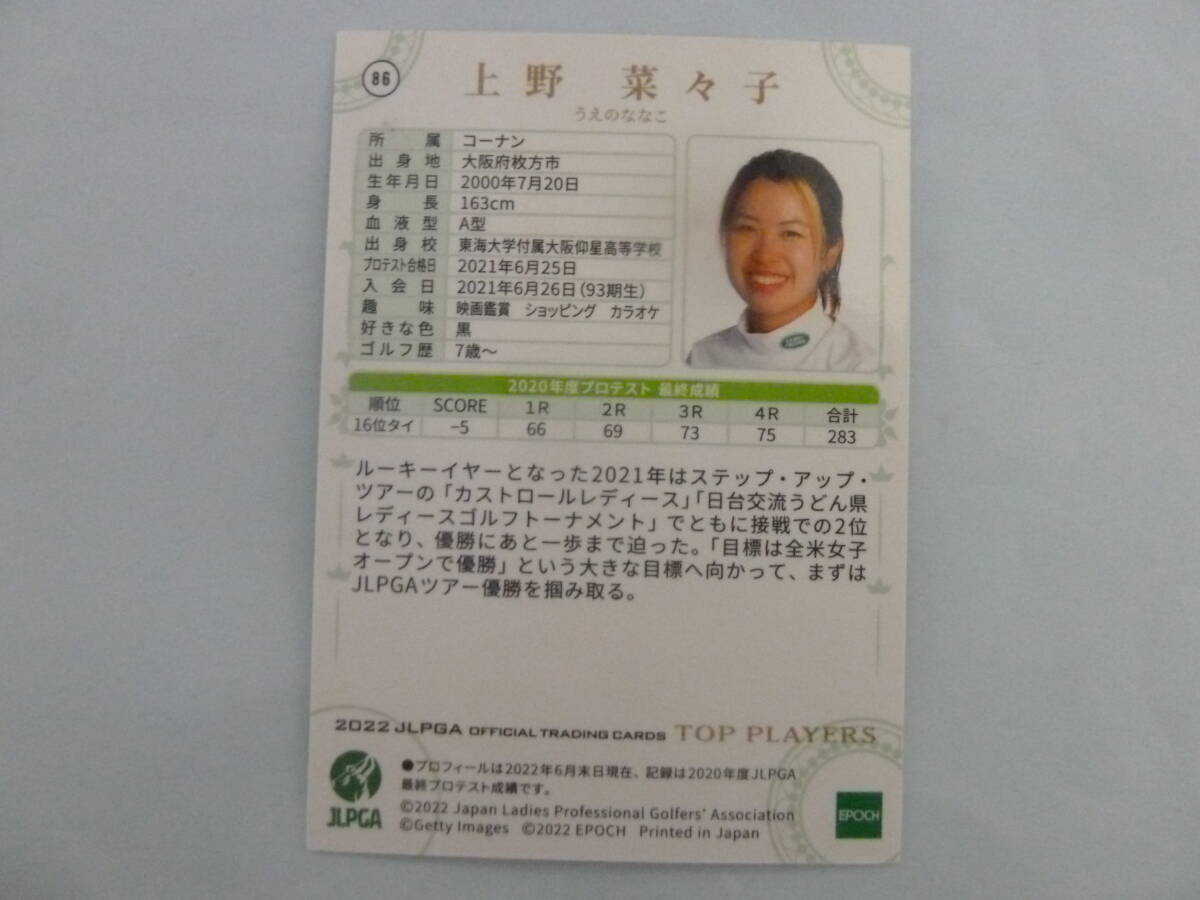 86
上野 菜々子
うえのななこ
所属 コーナン
出身地 大阪府枚方市
生年月日 2000年7月20日
身長 163cm
血液型 A型
出身校 東海大学付属大阪仰星高等学校
プロテスト合格日 2021年6月25日
入会日 2021年6月26日(93期生)
趣味 映画鑑賞 ショッピング カラオケ
好きな色 黒
ゴルフ歴 7歳〜
2020年度プロテスト 最終成績
順位 SCORE 1R 2R 3R 4R 合計
16位タイ −5 66 69 73 75 283
ルーキーイヤーとなった2021年はステップ・アップ・
ツアーの「カストロールレディース」「日台交流うどん県
レディースゴルフトーナメント」でともに接戦での2位
となり、優勝にあと一歩まで迫った。「目標は全米女子
オープンで優勝」という大きな目標へ向かって、まずは
JLPGAツアー優勝を掴み取る。
2022 JLPGA OFFICIAL TRADING CARDS TOP PLAYERS
●プロフィールは2022年6月末日現在、記録は2020年度JLPGA
最終プロテスト成績です。
©2022 Japan Ladies Professional Golfers' Association
©Getty Images ©2022 EPOCH Printed in Japan
JLPGA
EPOCH